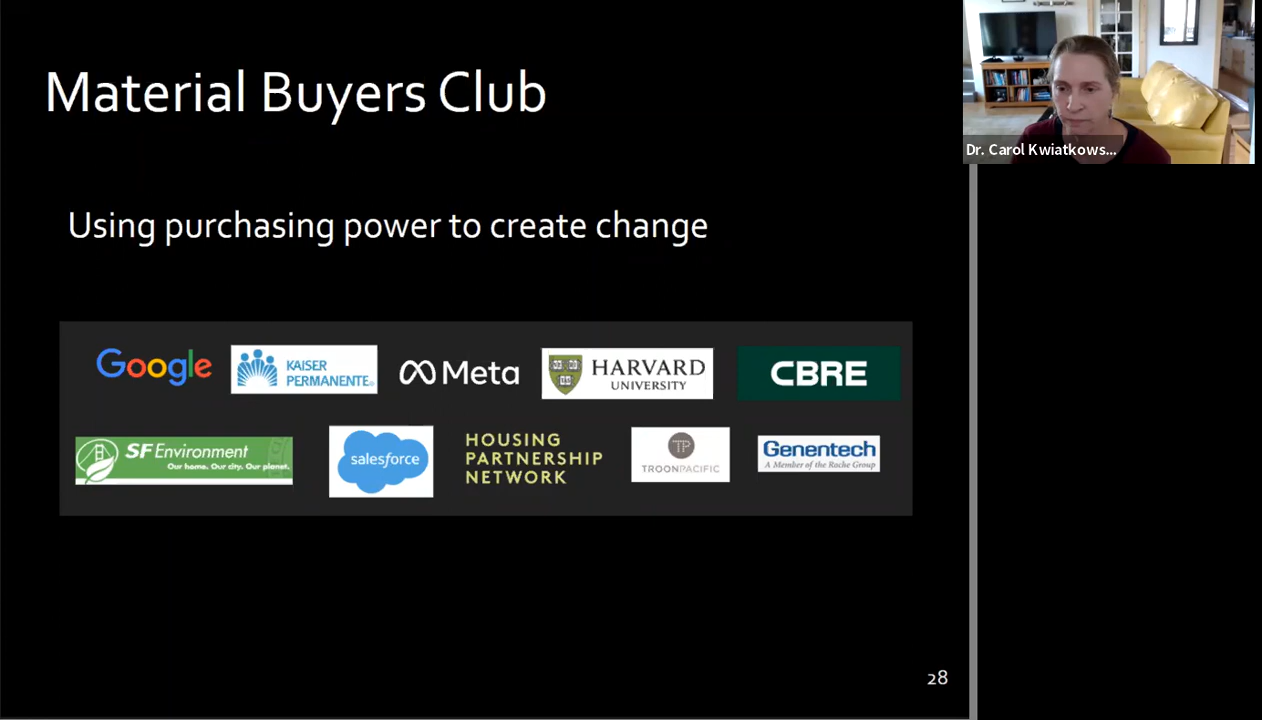 Material Buyers Club
Dr. Carol Kwiatkows...
Using purchasing power to create change
Google
KAISER
PERMANENTE®
Meta
HARVARD
UNIVERSITY
CBRE
SF Environment
Our home. Our city. Our planet.
salesforce
HOUSING
PARTNERSHIP
NETWORK
TP
TROONPACIFIC
Genentech
A Member of the Roche Group
28